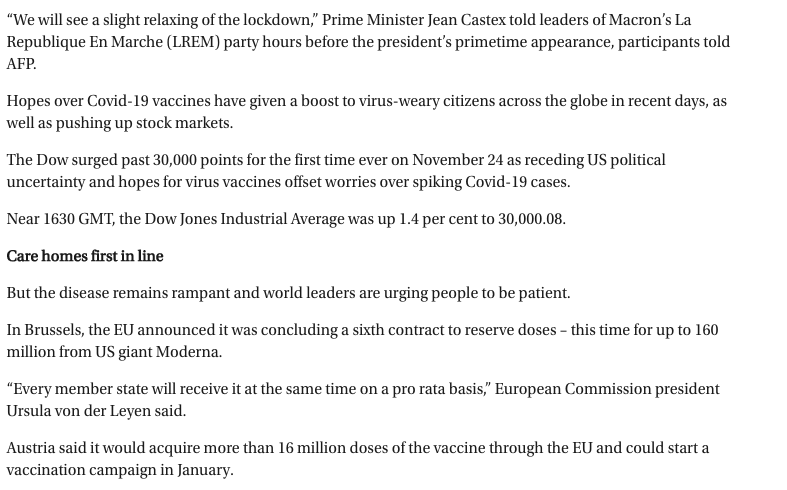 “We will see a slight relaxing of the lockdown,” Prime Minister Jean Castex told leaders of Macron’s La
Republique En Marche (LREM) party hours before the president’s primetime appearance, participants told
AFP.
Hopes over Covid-19 vaccines have given a boost to virus-weary citizens across the globe in recent days, as
well as pushing up stock markets.
The Dow surged past 30,000 points for the first time ever on November 24 as receding US political
uncertainty and hopes for virus vaccines offset worries over spiking Covid-19 cases.
Near 1630 GMT, the Dow Jones Industrial Average was up 1.4 per cent to 30,000.08.
Care homes first in line
But the disease remains rampant and world leaders are urging people to be patient.
In Brussels, the EU announced it was concluding a sixth contract to reserve doses – this time for up to 160
million from US giant Moderna.
“Every member state will receive it at the same time on a pro rata basis,” European Commission president
Ursula von der Leyen said.
Austria said it would acquire more than 16 million doses of the vaccine through the EU and could start a
vaccination campaign in January.